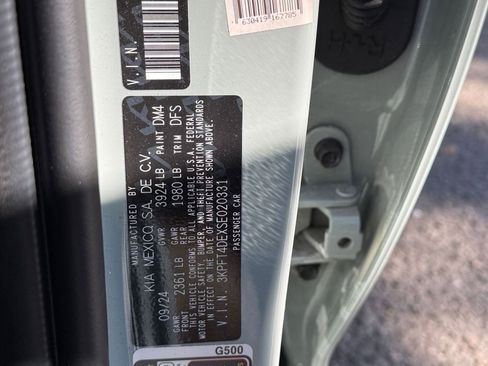 630419 162785
V.I.N.
MANUFACTURED BY
KIA MEXICO, S.A. DE C.V.
09/24 GVWR 3924 LB PAINT DM4
GAWR FRONT 2361 LB GAWR REAR 1980 LB TRIM DFS
THIS VEHICLE CONFORMS TO ALL APPLICABLE U.S.A. FEDERAL
MOTOR VEHICLE SAFETY, BUMPER, AND THEFT PREVENTION STANDARDS
IN EFFECT ON THE DATE OF MANUFACTURE SHOWN ABOVE.
V.I.N. 3KPFT4DEXSE020331
PASSENGER CAR
G500